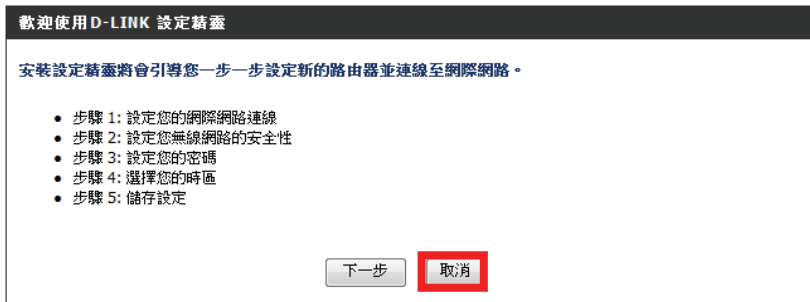 歡迎使用D-LINK 設定精靈
安裝設定精靈將會引導您一步一步設定新的路由器並連線至網際網路。
● 步驟 1: 設定您的網際網路連線
● 步驟 2: 設定您無線網路的安全性
● 步驟 3: 設定您的密碼
● 步驟 4: 選擇您的時區
● 步驟 5: 儲存設定
下一步 取消